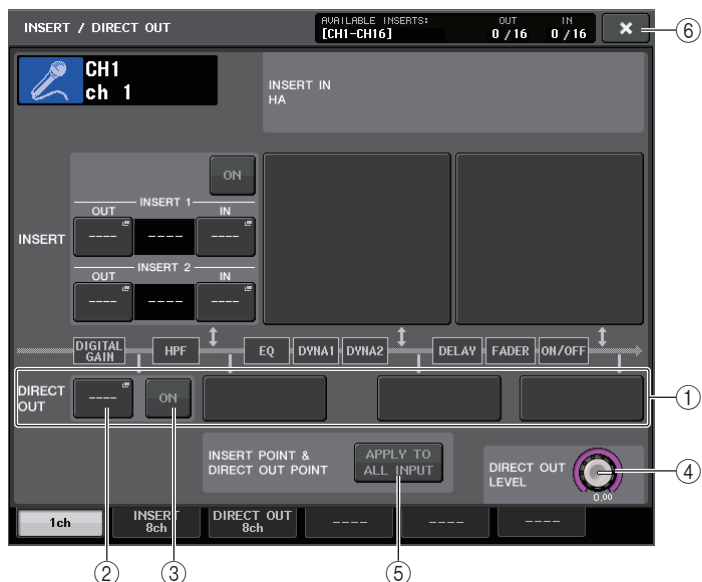 INSERT / DIRECT OUT
AVAILABLE INSERTS: OUT IN
[CH1-CH16] 0 /16 0 /16
×
⑥
CH1
ch 1
INSERT IN
HA
ON
INSERT 1
OUT IN
---- ---- ----
INSERT
INSERT 2
OUT IN
---- ---- ----
DIGITAL GAIN HPF EQ DYNA1 DYNA2 DELAY FADER ON/OFF
DIRECT OUT
---- ON
①
INSERT POINT &
DIRECT OUT POINT
APPLY TO
ALL INPUT
DIRECT OUT
LEVEL
0.00
④
1ch
INSERT
8ch
DIRECT OUT
8ch
---- ---- ----
② ③ ⑤